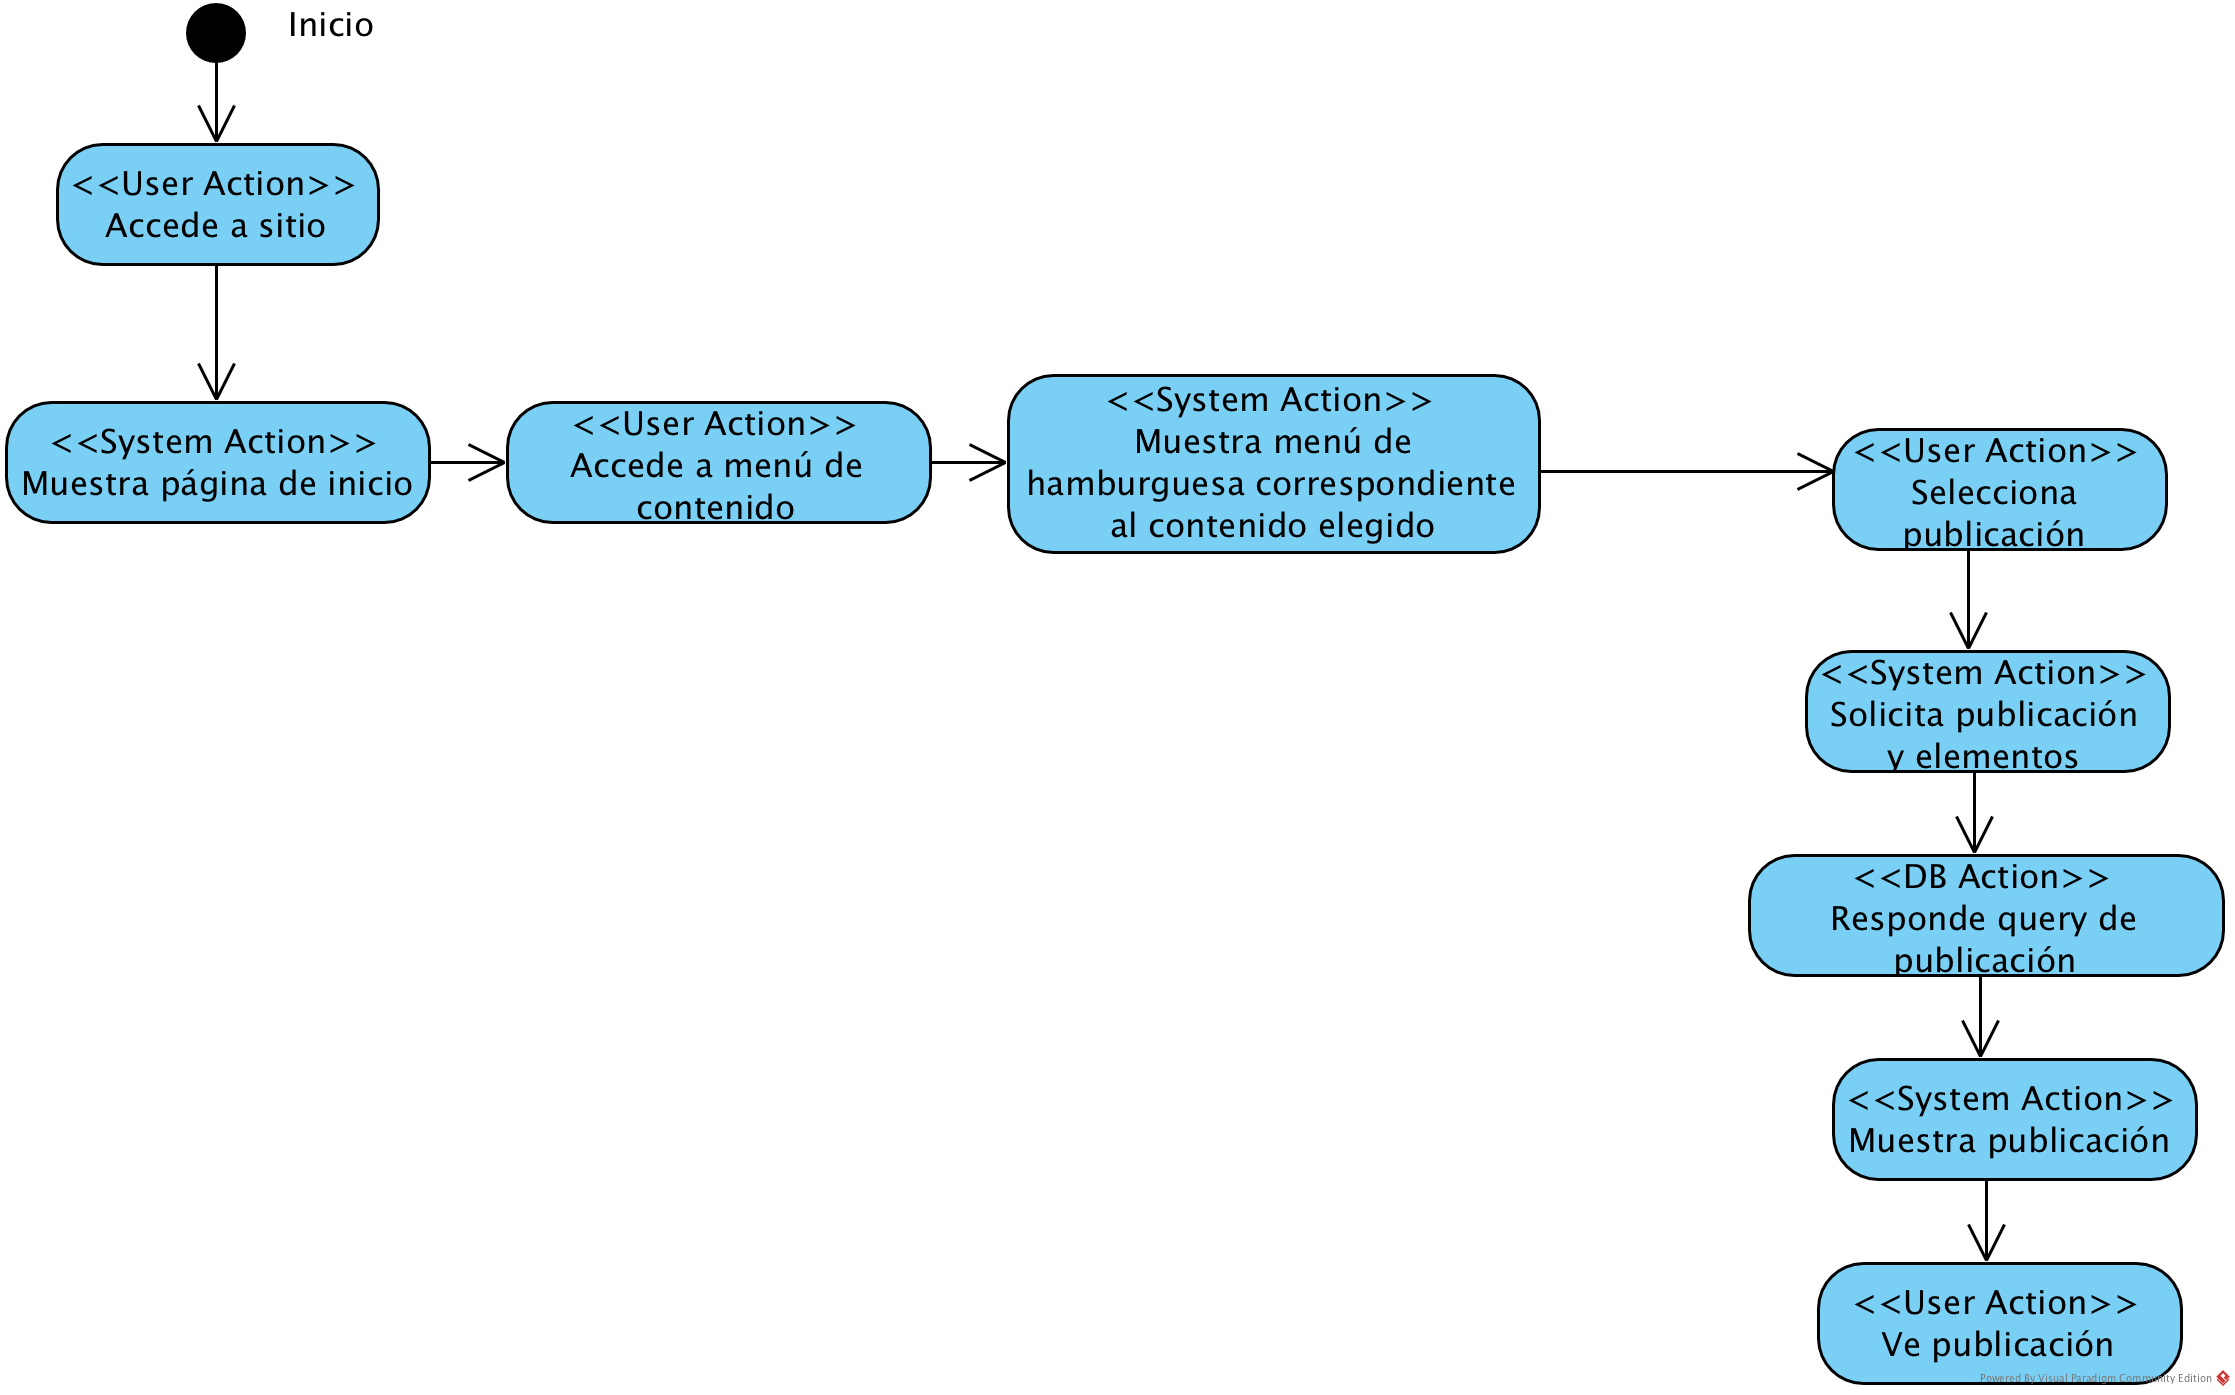 Inicio
<<User Action>>
Accede a sitio
<<System Action>>
Muestra página de inicio
<<User Action>>
Accede a menú de
contenido
<<System Action>>
Muestra menú de
hamburguesa correspondiente
al contenido elegido
<<User Action>>
Selecciona
publicación
<<System Action>>
Solicita publicación
y elementos
<<DB Action>>
Responde query de
publicación
<<System Action>>
Muestra publicación
<<User Action>>
Ve publicación
Powered By Visual Paradigm Community Edition